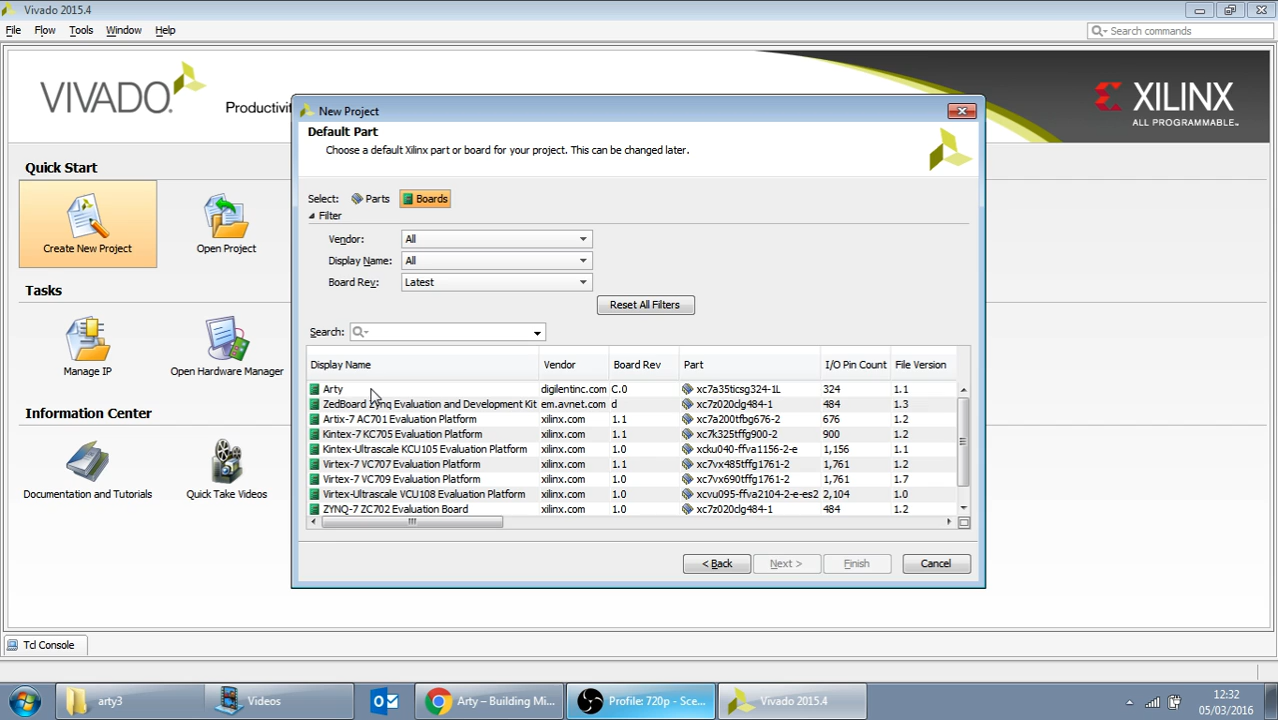 Vivado 2015.4
File Flow Tools Window Help
Search commands
VIVADO.
Productivi
XILINX
ALL PROGRAMMABLE™
Quick Start
Create New Project
Open Project
Tasks
Manage IP
Open Hardware Manager
Information Center
Documentation and Tutorials
Quick Take Videos
New Project
Default Part
Choose a default Xilinx part or board for your project. This can be changed later.
Select: Parts Boards
Filter
Vendor: All
Display Name: All
Board Rev: Latest
Reset All Filters
Search:
Display Name Vendor Board Rev Part I/O Pin Count File Version
Arty digilentinc.com C.0 xc7a35ticsg324-1L 324 1.1
ZedBoard Zynq Evaluation and Development Kit em.avnet.com d xc7z020clg484-1 484 1.3
Artix-7 AC701 Evaluation Platform xilinx.com 1.1 xc7a200tfbg676-2 676 1.2
Kintex-7 KC705 Evaluation Platform xilinx.com 1.1 xc7k325tffg900-2 900 1.2
Kintex-Ultrascale KCU105 Evaluation Platform xilinx.com 1.0 xcku040-ffva1156-2-e 1,156 1.1
Virtex-7 VC707 Evaluation Platform xilinx.com 1.1 xc7vx485tffg1761-2 1,761 1.2
Virtex-7 VC709 Evaluation Platform xilinx.com 1.0 xc7vx690tffg1761-2 1,761 1.7
Virtex-Ultrascale VCU108 Evaluation Platform xilinx.com 1.0 xcvu095-ffva2104-2-e-es2 2,104 1.0
ZYNQ-7 ZC702 Evaluation Board xilinx.com 1.0 xc7z020clg484-1 484 1.2
< Back Next > Finish Cancel
Tcl Console
arty3
Videos
Arty – Building Mi...
Profile: 720p - Sce...
Vivado 2015.4
12:32
05/03/2016